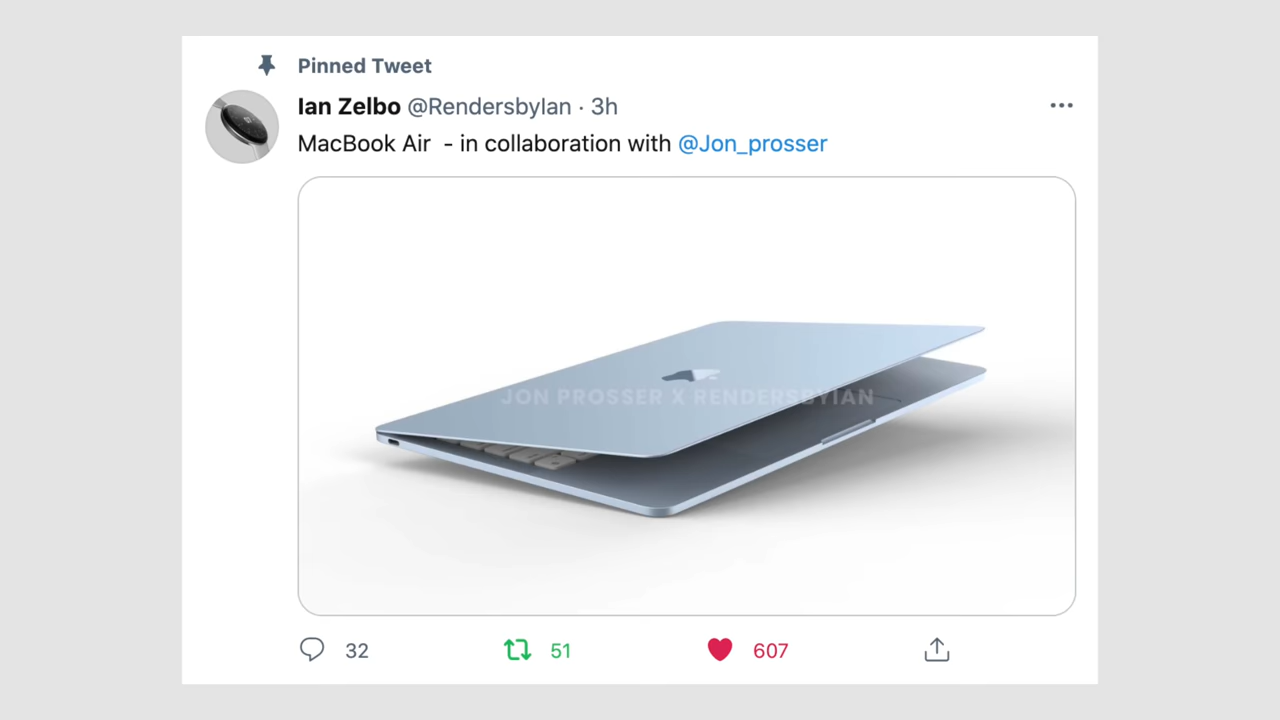 Pinned Tweet
Ian Zelbo @RendersbyIan · 3h
MacBook Air  - in collaboration with @Jon_prosser
JON PROSSER X RENDERSBYIAN
32 51 607